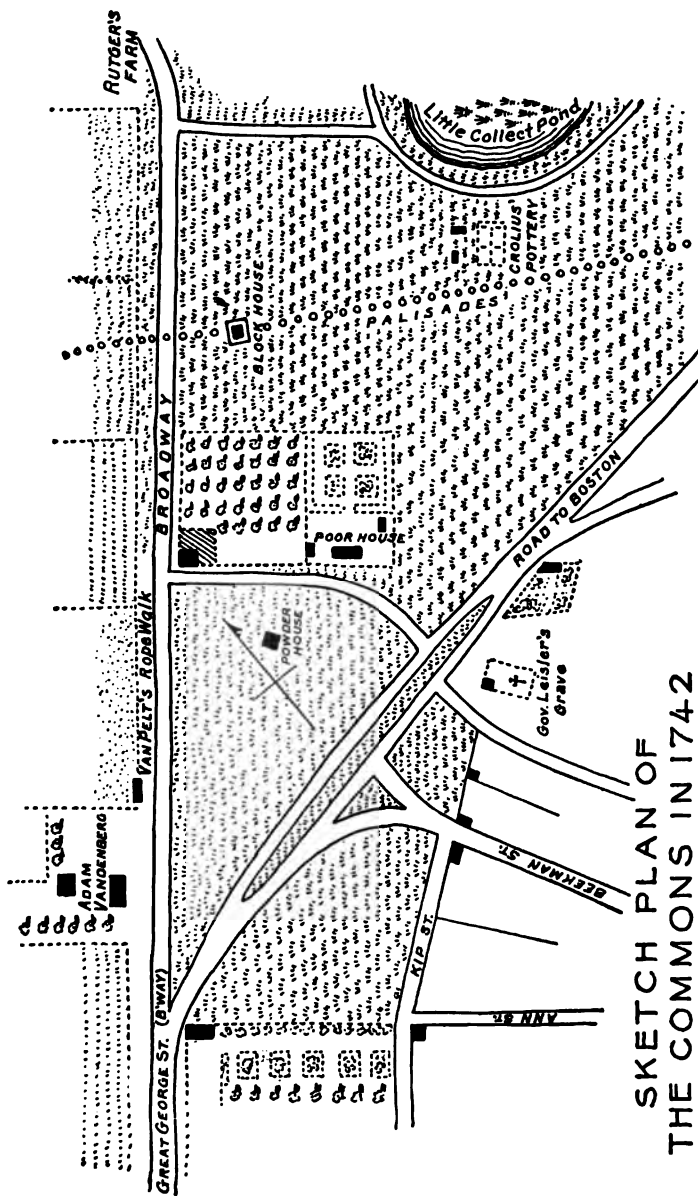 RUTGER'S
FARM
Little Collect Pond
BROADWAY
BLOCK HOUSE
PALISADES
CROLIUS'
POTTERY
VAN PELT'S Rope Walk
POOR HOUSE
ROAD TO BOSTON
POWDER
HOUSE
Gov. Leisler's
Grave
ADAM
VANDENBERG
GREAT GEORGE ST. (B'WAY)
KIP ST.
BEEKMAN ST.
ANN ST.
SKETCH PLAN OF
THE COMMONS IN 1742